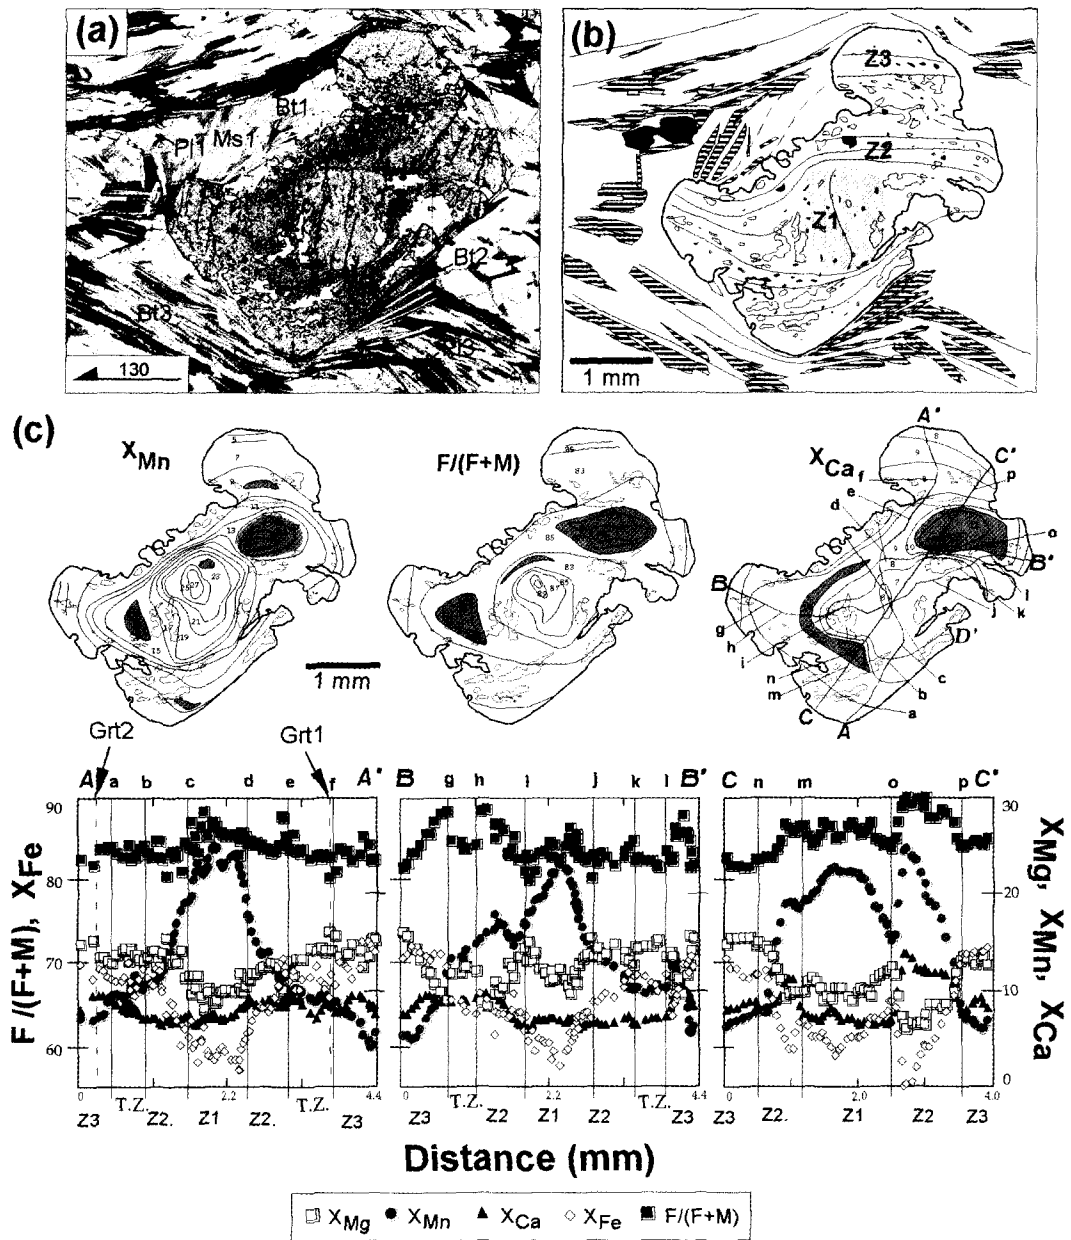 (a)
Bt1
Pl1 Ms1
Bt2
Bt3
130
(b)
Z3
Z2
Z1
1 mm
(c)
XMn
F/(F+M)
XCa
A'
C'
B'
D'
A
B
C
a
b
c
d
e
f
g
h
i
j
k
l
m
n
o
p
1 mm
Grt2
Grt1
A a b c d e f A'
B g h i j k l B'
C n m o p C'
F/(F+M), XFe
90
80
70
60
XMg, XMn, XCa
30
20
10
0
0 T.Z. 2.2 T.Z. 4.4
0 T.Z. 2.2 T.Z. 4.4
0 2.0 4.0
Z3 Z2. Z1 Z2. Z3
Z3 Z2 Z1 Z2 Z3
Z3 Z2. Z1 Z2 Z3
Distance (mm)
XMg XMn XCa XFe F/(F+M)